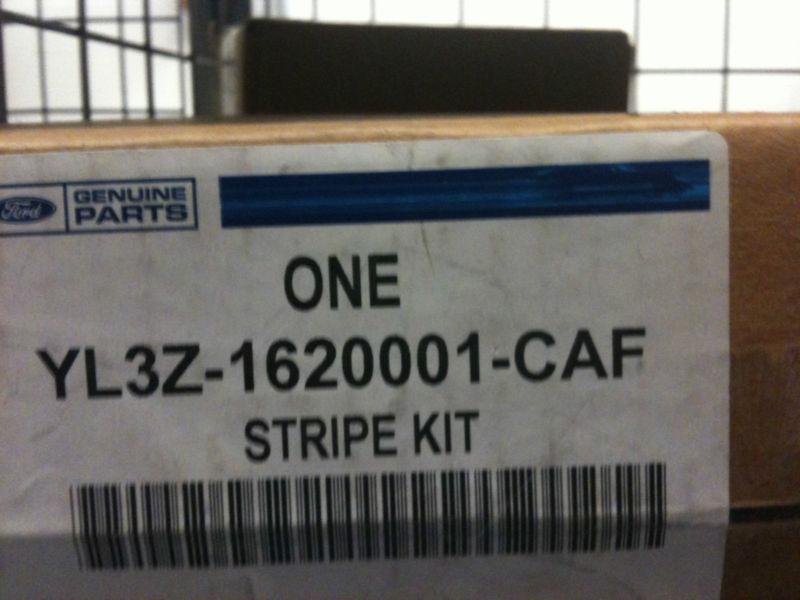 Ford GENUINE
PARTS
ONE
YL3Z-1620001-CAF
STRIPE KIT